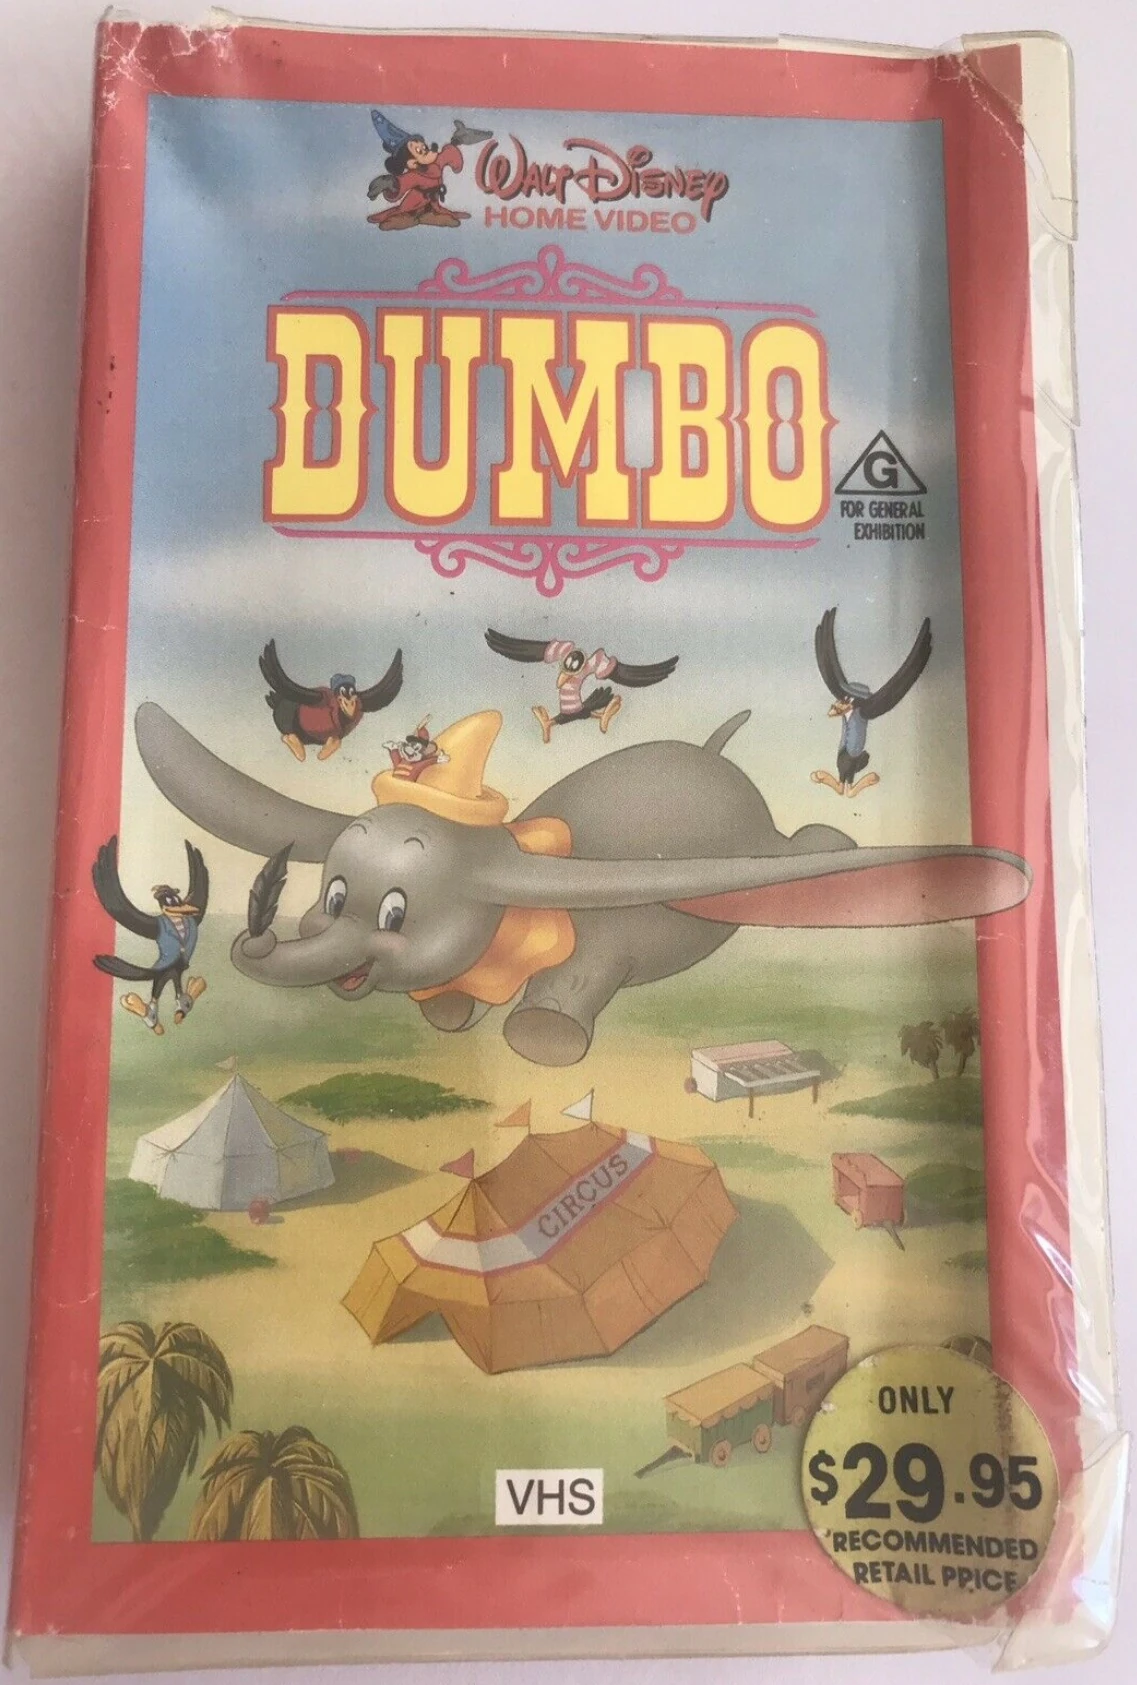 WALT DISNEY
HOME VIDEO
DUMBO
G
FOR GENERAL
EXHIBITION
CIRCUS
VHS
ONLY
$29.95
RECOMMENDED
RETAIL PRICE